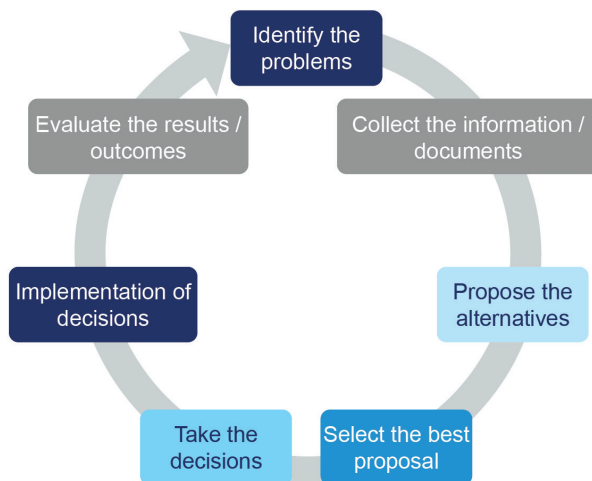 Identify the
problems
Collect the information /
documents
Propose the
alternatives
Select the best
proposal
Take the
decisions
Implementation of
decisions
Evaluate the results /
outcomes